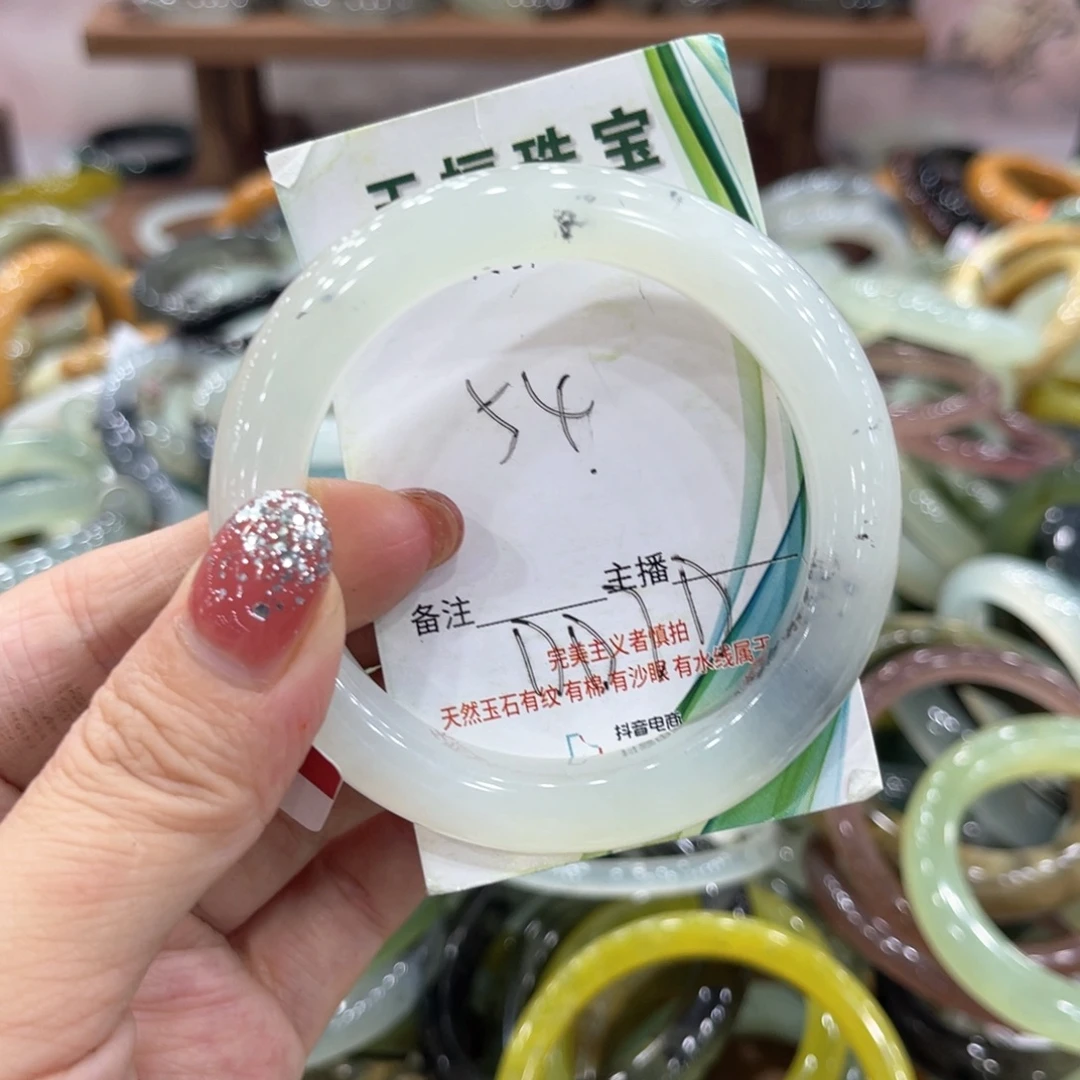 珠宝
54.
主播
备注
完美主义者慎拍
天然玉石有纹 有棉 有沙眼 有水线属于
抖音电商